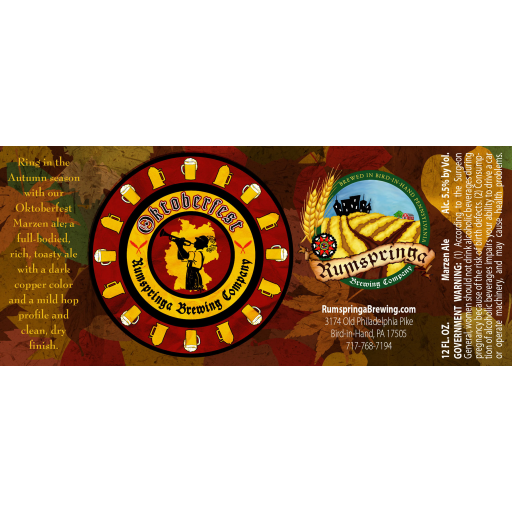 Ring in the
Autumn season
with our
Oktoberfest
Marzen ale; a
full-bodied,
rich, toasty ale
with a dark
copper color
and a mild hop
profile and
clean, dry
finish.
Oktoberfest
Rumspringa Brewing Company
BREWED IN BIRD-IN-HAND PENNSYLVANIA
Rumspringa
Brewing Company
RumspringaBrewing.com
3174 Old Philadelphia Pike
Bird-in-Hand, PA 17505
717-768-7194
12 FL. OZ. Marzen Ale Alc. 5.5% by Vol.
GOVERNMENT WARNING: (1) According to the Surgeon
General, women should not drink alcoholic beverages during
pregnancy because of the risk of birth defects. (2) Consump-
tion of alcoholic beverages impairs your ability to drive a car
or operate machinery, and may cause health problems.